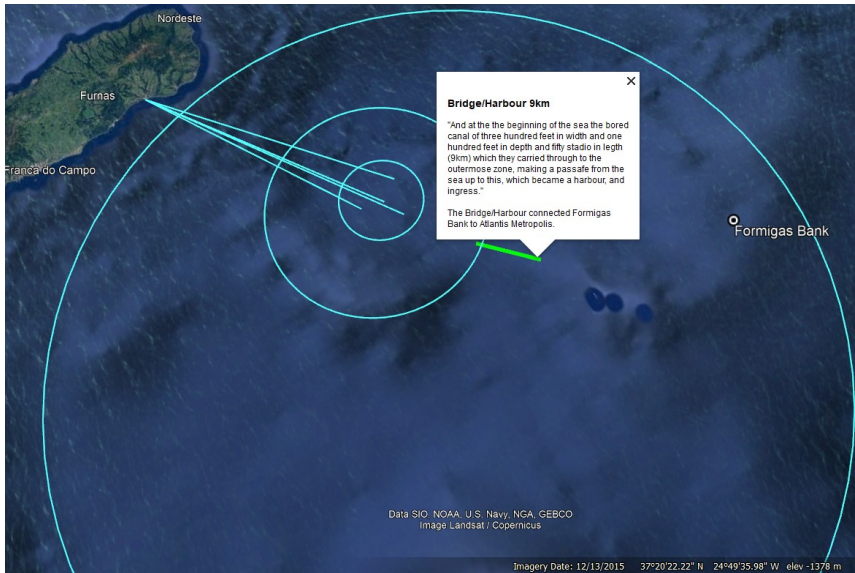 Nordeste
Furnas
Franca do Campo
×
Bridge/Harbour 9km
"And at the the beginning of the sea the bored
canal of three hundred feet in width and one
hundred feet in depth and fifty stadio in legth
(9km) which they carried through to the
outermose zone, making a passafe from the
sea up to this, which became a harbour, and
ingress."
The Bridge/Harbour connected Formigas
Bank to Atlantis Metropolis.
Formigas Bank
Data SIO, NOAA, U.S. Navy, NGA, GEBCO
Image Landsat / Copernicus
Imagery Date: 12/13/2015 37°20'22.22" N 24°49'35.98" W elev -1378 m